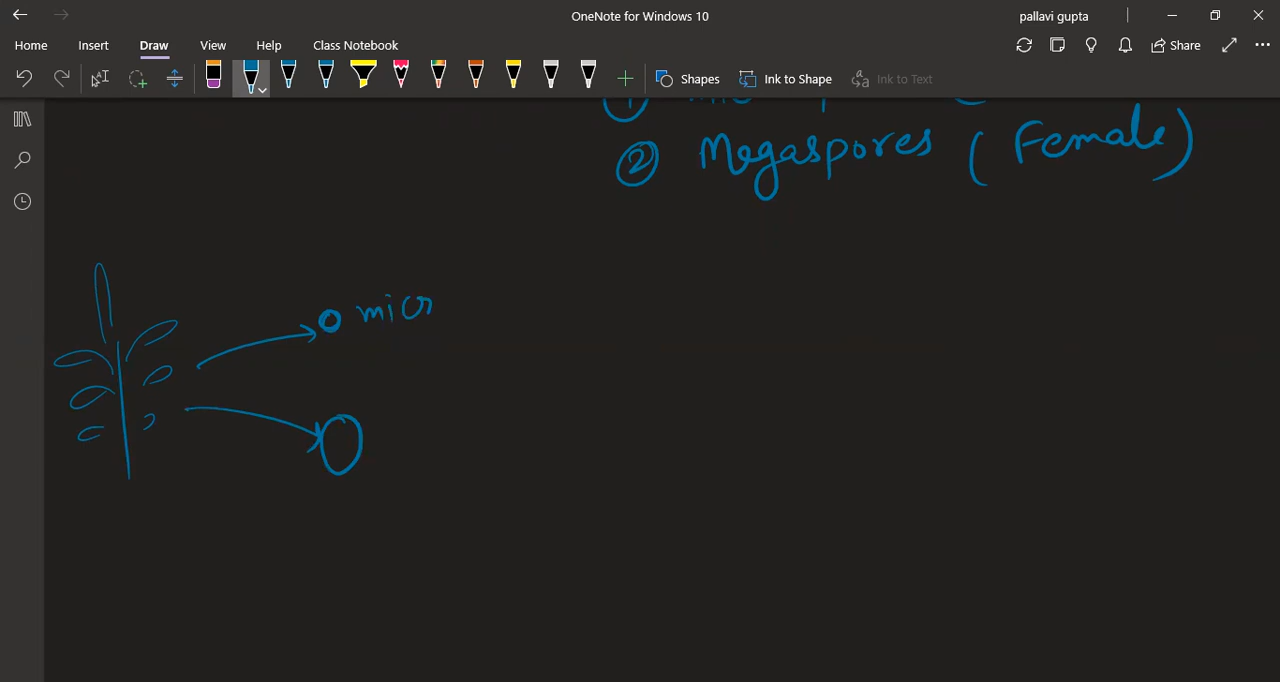 OneNote for Windows 10
pallavi gupta
Home Insert Draw View Help Class Notebook
Share
Shapes Ink to Shape Ink to Text
①
② Megaspores (Female)
micr